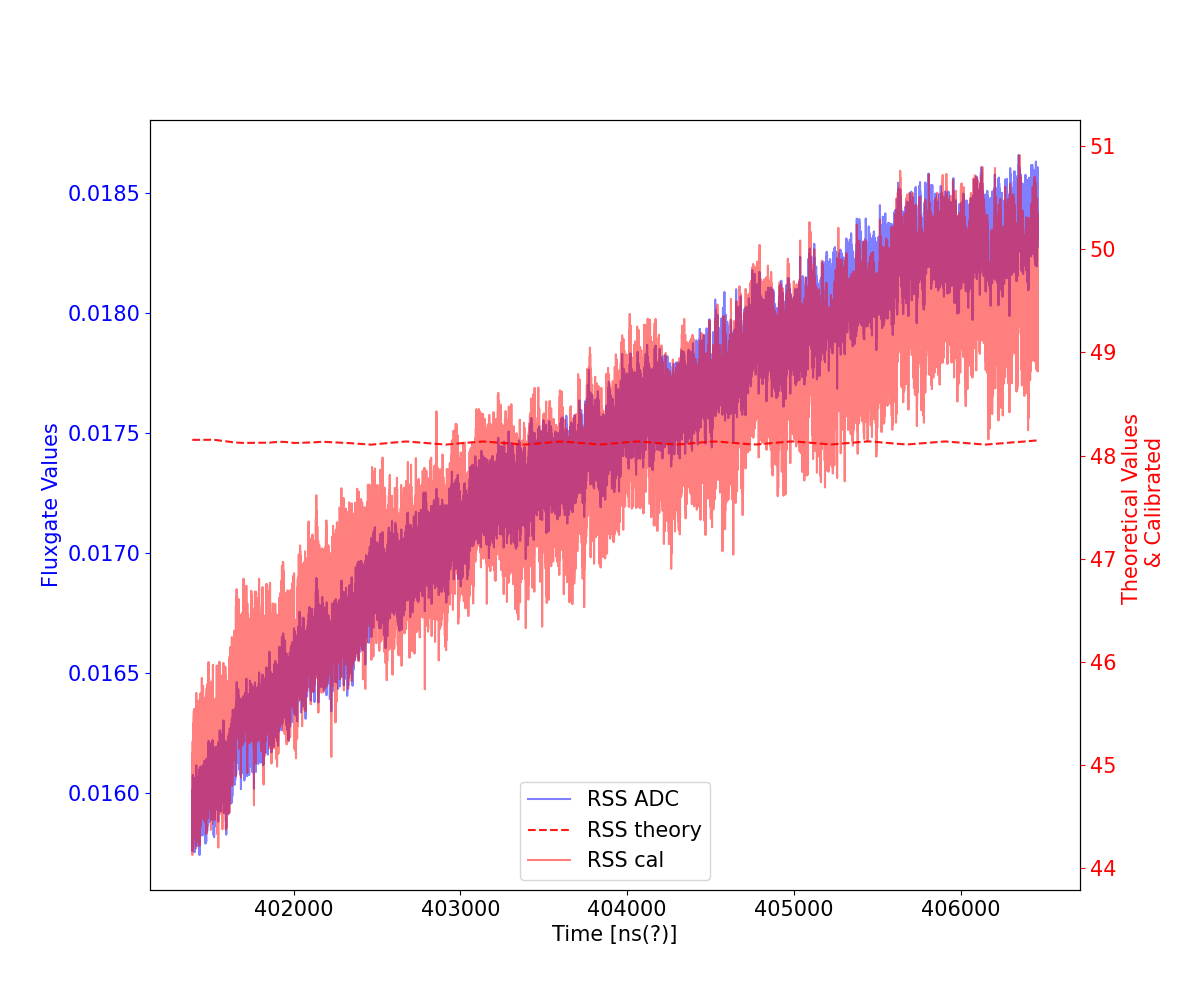 0.0185
0.0180
0.0175
0.0170
0.0165
0.0160
Fluxgate Values
51
50
49
48
47
46
45
44
Theoretical Values
& Calibrated
RSS ADC
RSS theory
RSS cal
402000
403000
404000
405000
406000
Time [ns(?)]